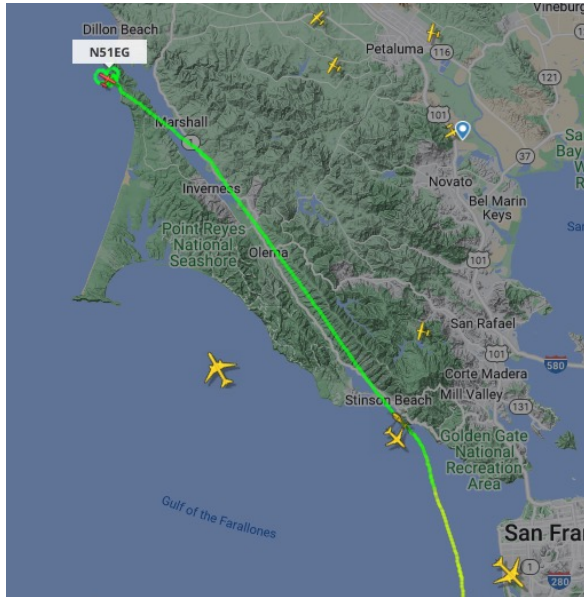 Dillon Beach
N51EG
Vineburg
Petaluma
116
121
101
Marshall
1
37
Novato
Bel Marin
Keys
Inverness
Point Reyes
National
Seashore
Olema
101
San Rafael
101
580
Corte Madera
Mill Valley
Stinson Beach
131
Golden Gate
National
Recreation
Area
Gulf of the Farallones
San Fran
1
280